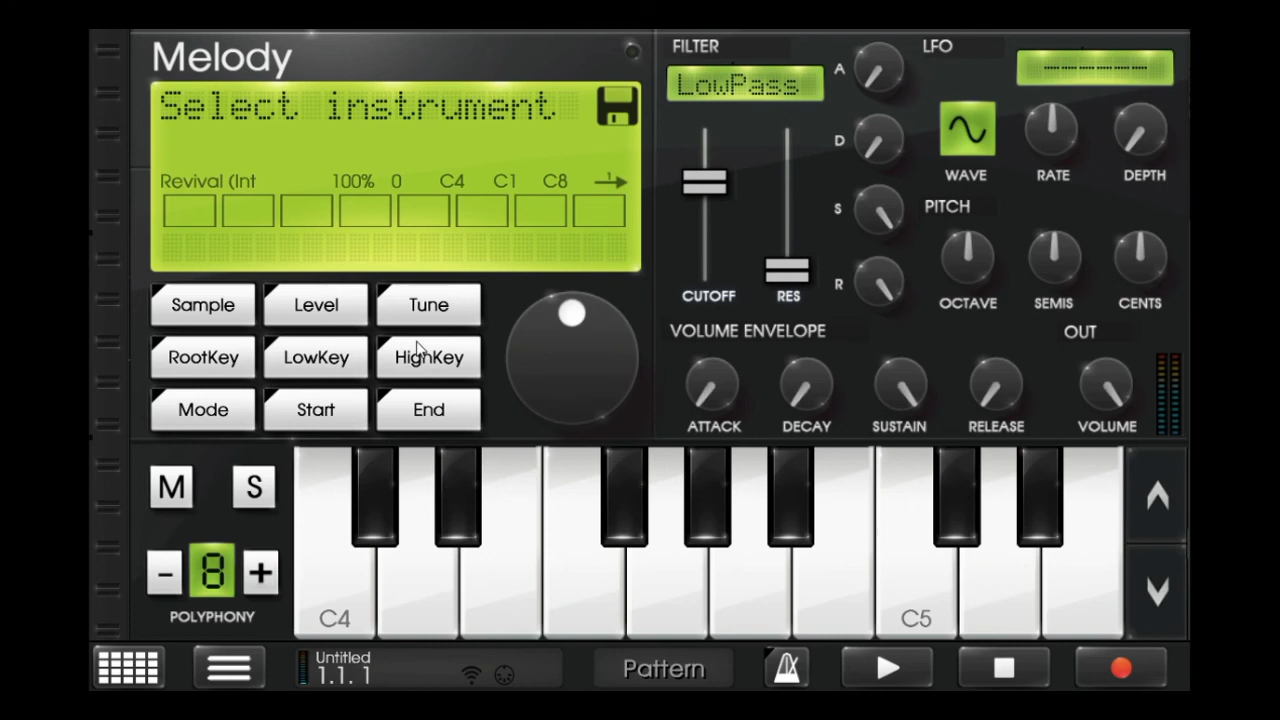 Melody
Select instrument
Revival (Int 100% 0 C4 C1 C8 1
Sample Level Tune
RootKey LowKey HighKey
Mode Start End
FILTER
LowPass
CUTOFF RES
A
D
S
R
LFO
------
WAVE RATE DEPTH
PITCH
OCTAVE SEMIS CENTS
VOLUME ENVELOPE
ATTACK DECAY SUSTAIN RELEASE
OUT
VOLUME
M S
- 8 +
POLYPHONY
C4 C5
Untitled
1.1. 1
Pattern